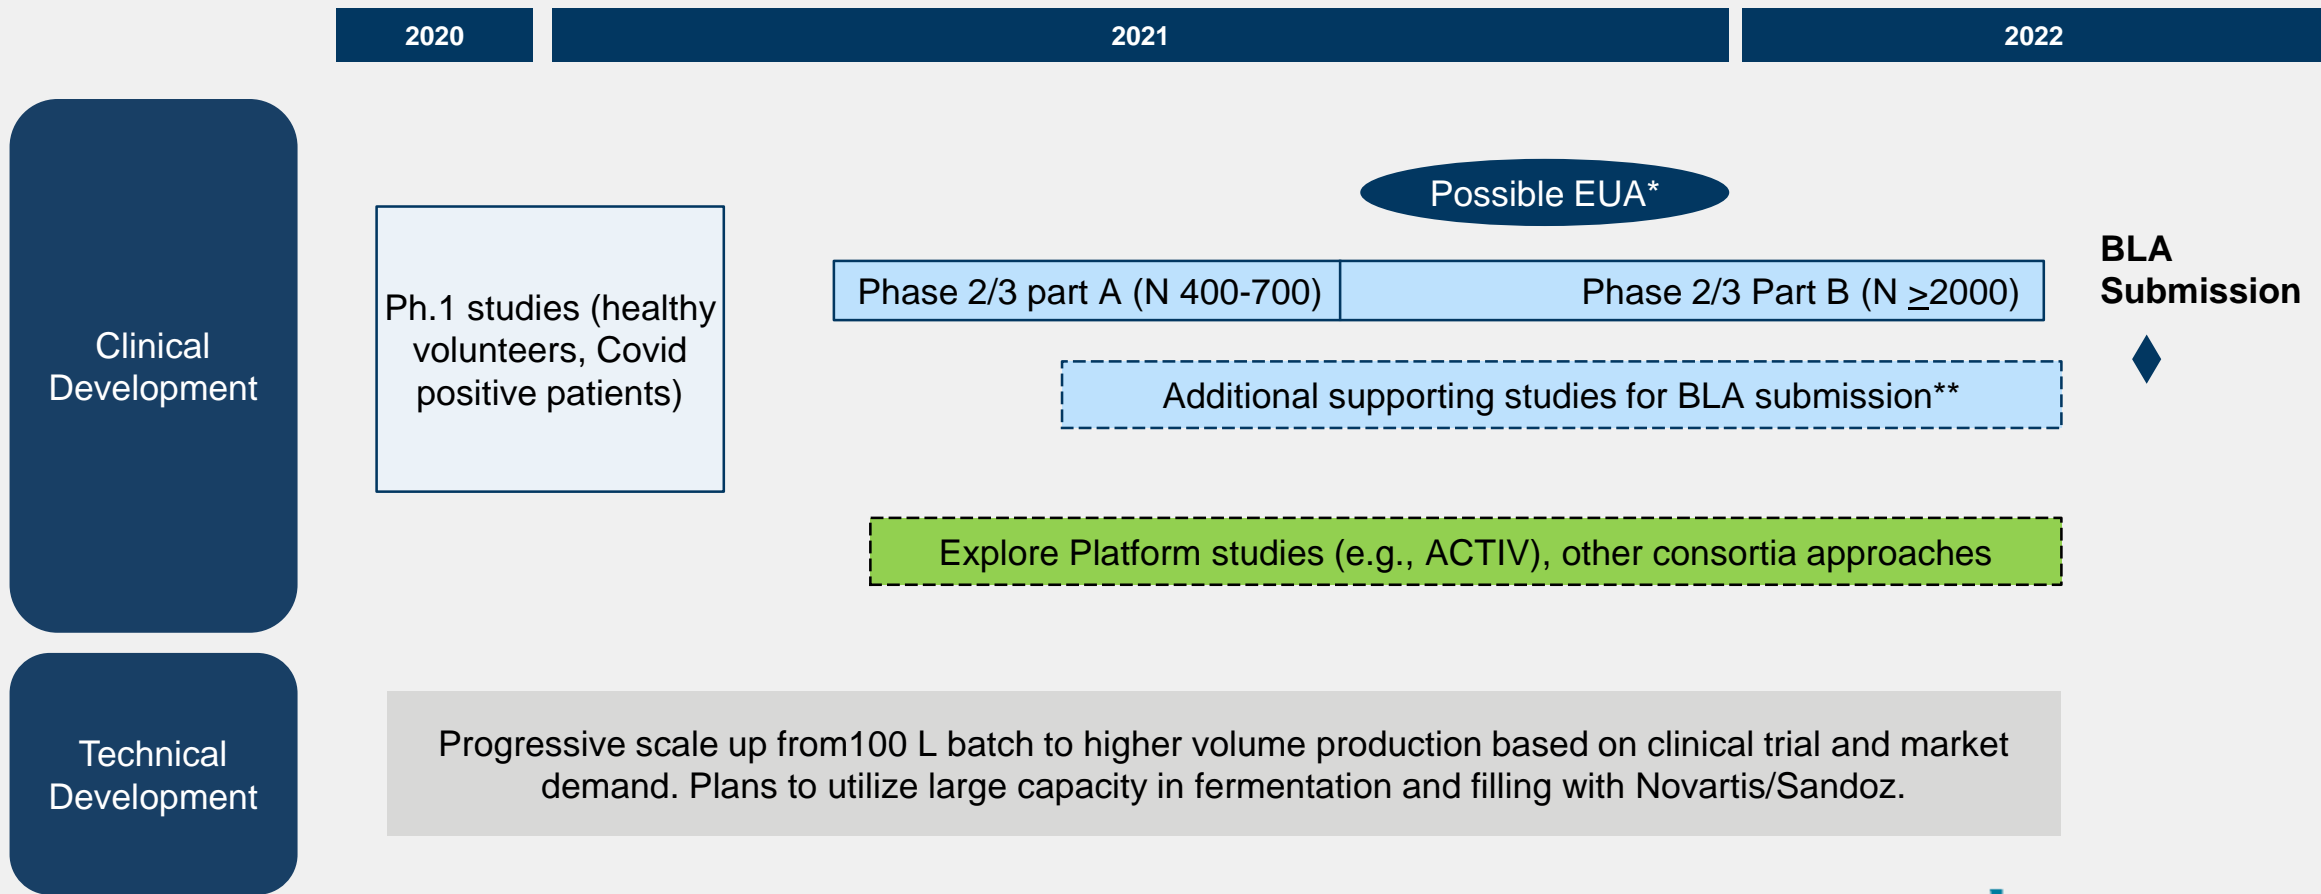 2020
2021
2022
Clinical
Development
Ph.1 studies (healthy
volunteers, Covid
positive patients)
Possible EUA*
Phase 2/3 part A (N 400-700)
Phase 2/3 Part B (N ≥2000)
BLA
Submission
Additional supporting studies for BLA submission**
Explore Platform studies (e.g., ACTIV), other consortia approaches
Technical
Development
Progressive scale up from100 L batch to higher volume production based on clinical trial and market
demand. Plans to utilize large capacity in fermentation and filling with Novartis/Sandoz.